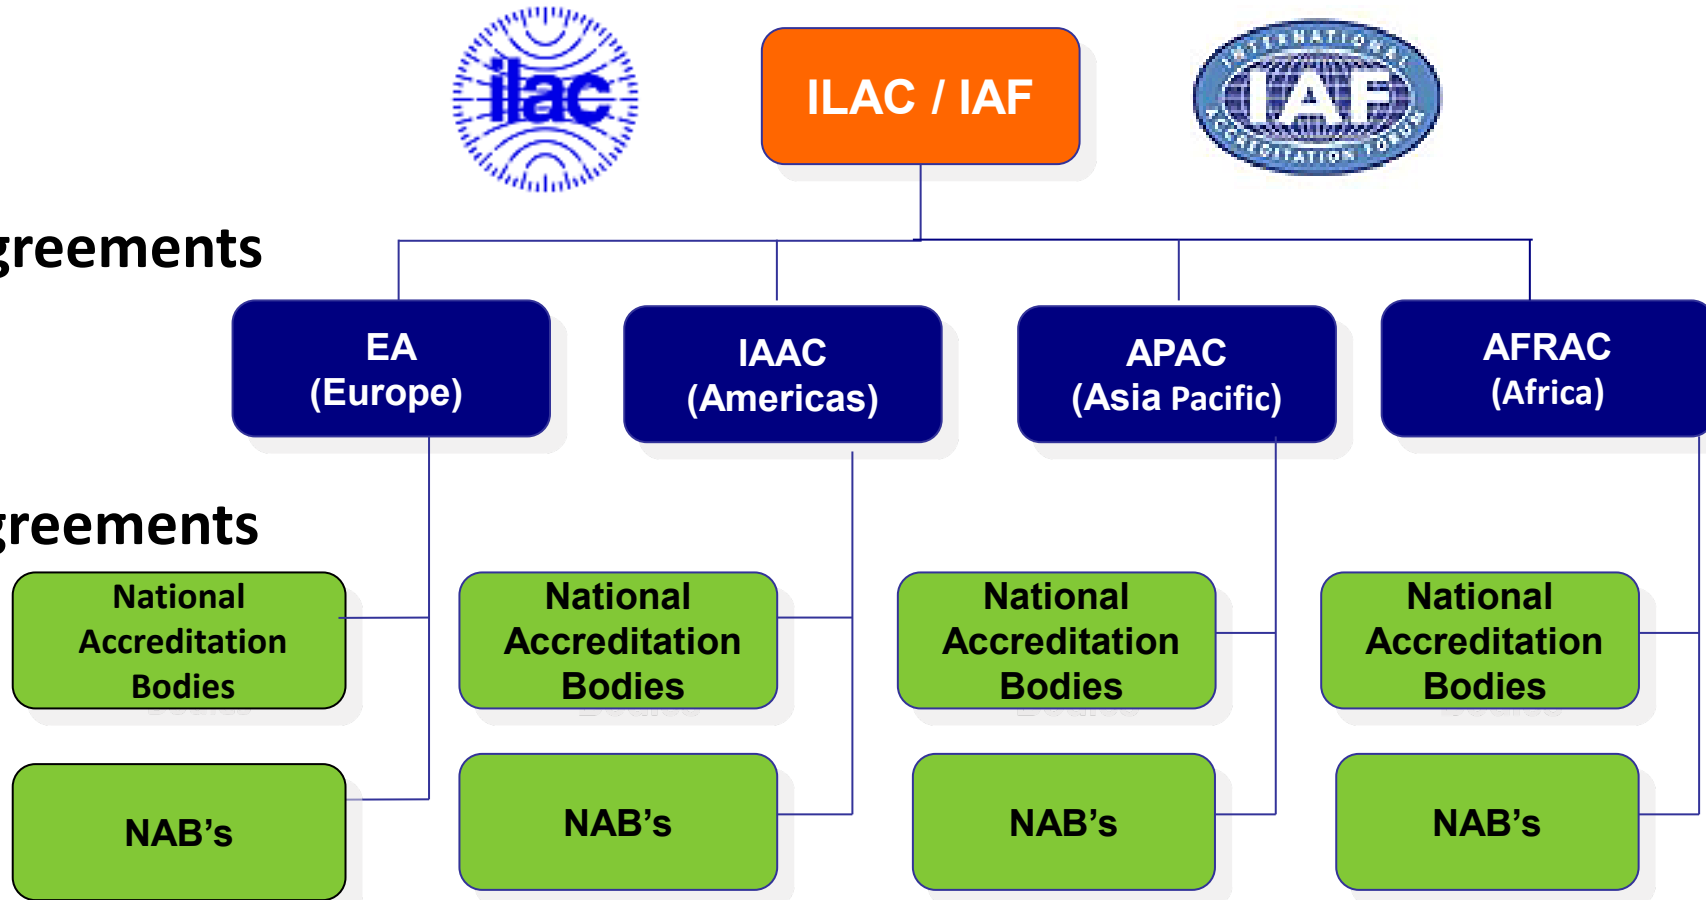 ilac
ILAC / IAF
INTERNATIONAL
IAF
ACCREDITATION FORUM
greements
EA
(Europe)
IAAC
(Americas)
APAC
(Asia Pacific)
AFRAC
(Africa)
greements
National
Accreditation
Bodies
National
Accreditation
Bodies
National
Accreditation
Bodies
National
Accreditation
Bodies
NAB’s
NAB’s
NAB’s
NAB’s